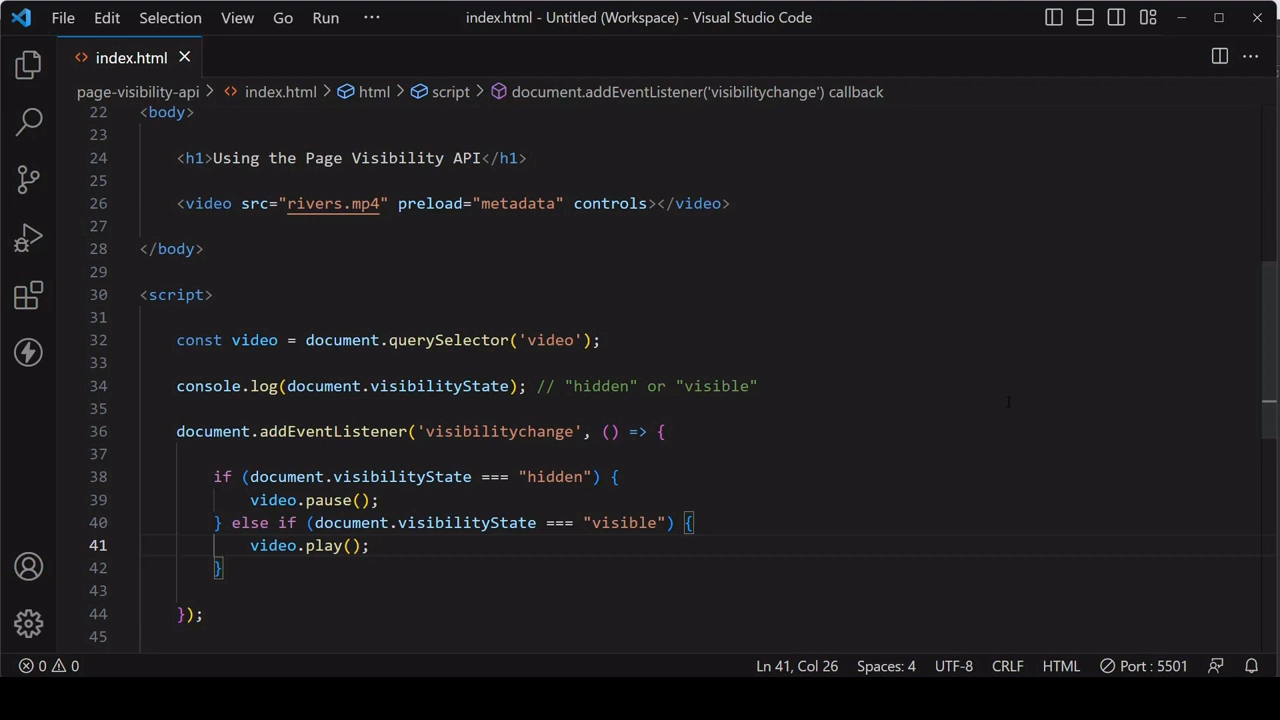 File Edit Selection View Go Run ··· index.html - Untitled (Workspace) - Visual Studio Code
<> index.html ×
page-visibility-api > <> index.html > html > script > document.addEventListener('visibilitychange') callback
22 <body>
23
24 <h1>Using the Page Visibility API</h1>
25
26 <video src="rivers.mp4" preload="metadata" controls></video>
27
28 </body>
29
30 <script>
31
32 const video = document.querySelector('video');
33
34 console.log(document.visibilityState); // "hidden" or "visible"
35
36 document.addEventListener('visibilitychange', () => {
37
38 if (document.visibilityState === "hidden") {
39 video.pause();
40 } else if (document.visibilityState === "visible") {
41 video.play();
42 }
43
44 });
45
0 0 Ln 41, Col 26 Spaces: 4 UTF-8 CRLF HTML Port : 5501